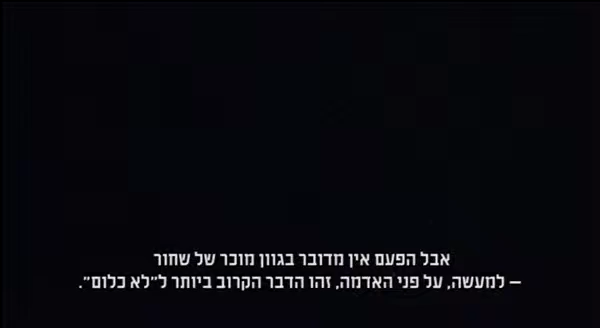 אבל הפעם אין מדובר בגוון מוכר של שחור
– למעשה, על פני האדמה, זהו הדבר הקרוב ביותר ל"לא כלום".